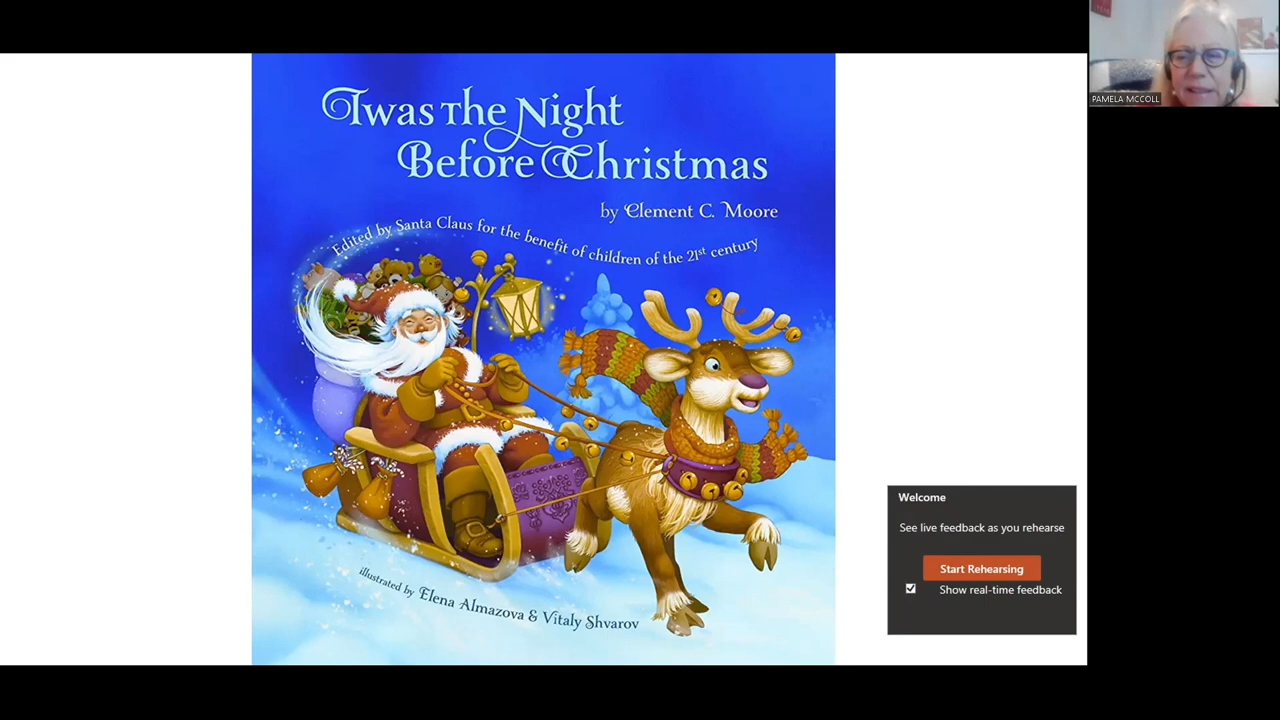 'Twas The Night
Before Christmas
by Clement C. Moore
Edited by Santa Claus for the benefit of children of the 21st century
illustrated by Elena Almazova & Vitaly Shvarov
PAMELA MCCOLL
Welcome
See live feedback as you rehearse
Start Rehearsing
Show real-time feedback